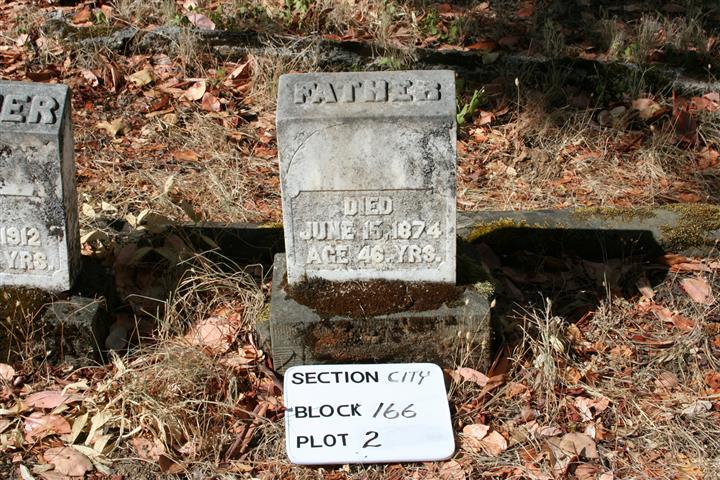 ER
1912
YRS.
FATHER
DIED
JUNE 15, 1874
AGE 46 YRS.
SECTION CITY
BLOCK 166
PLOT 2